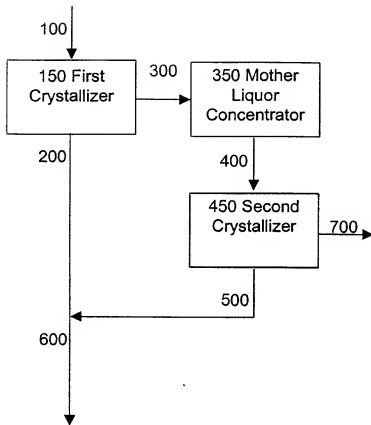 100
150 First
Crystallizer
300
350 Mother
Liquor
Concentrator
200
400
450 Second
Crystallizer
700
500
600